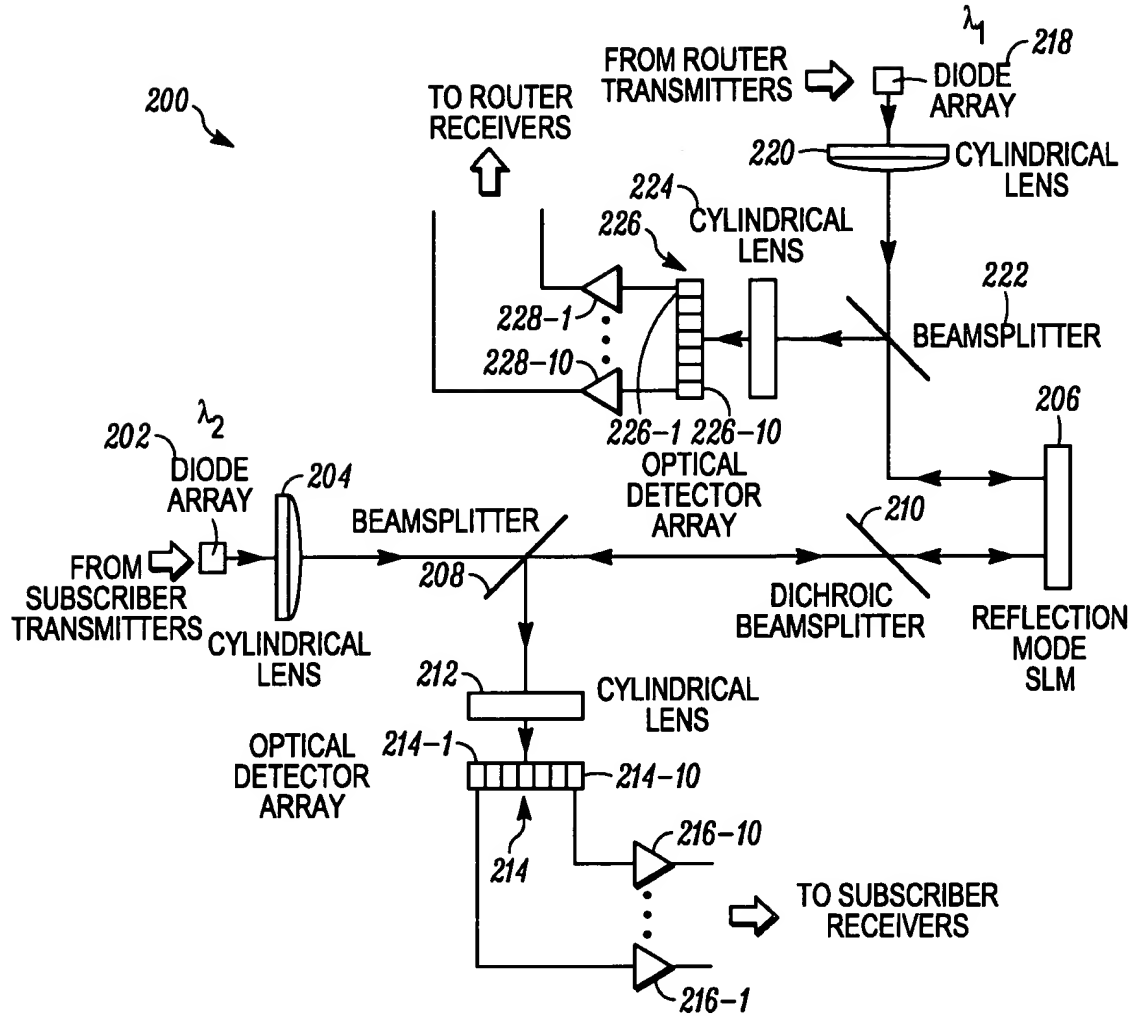 λ1
218
FROM ROUTER
TRANSMITTERS
DIODE
ARRAY
200
TO ROUTER
RECEIVERS
220
CYLINDRICAL
LENS
224
CYLINDRICAL
LENS
226
222
228-1
BEAMSPLITTER
228-10
226-1
226-10
206
λ2
202
DIODE
ARRAY
204
OPTICAL
DETECTOR
ARRAY
210
BEAMSPLITTER
208
FROM
SUBSCRIBER
TRANSMITTERS
CYLINDRICAL
LENS
DICHROIC
BEAMSPLITTER
REFLECTION
MODE
SLM
212
CYLINDRICAL
LENS
OPTICAL
DETECTOR
ARRAY
214-1
214-10
214
216-10
TO SUBSCRIBER
RECEIVERS
216-1